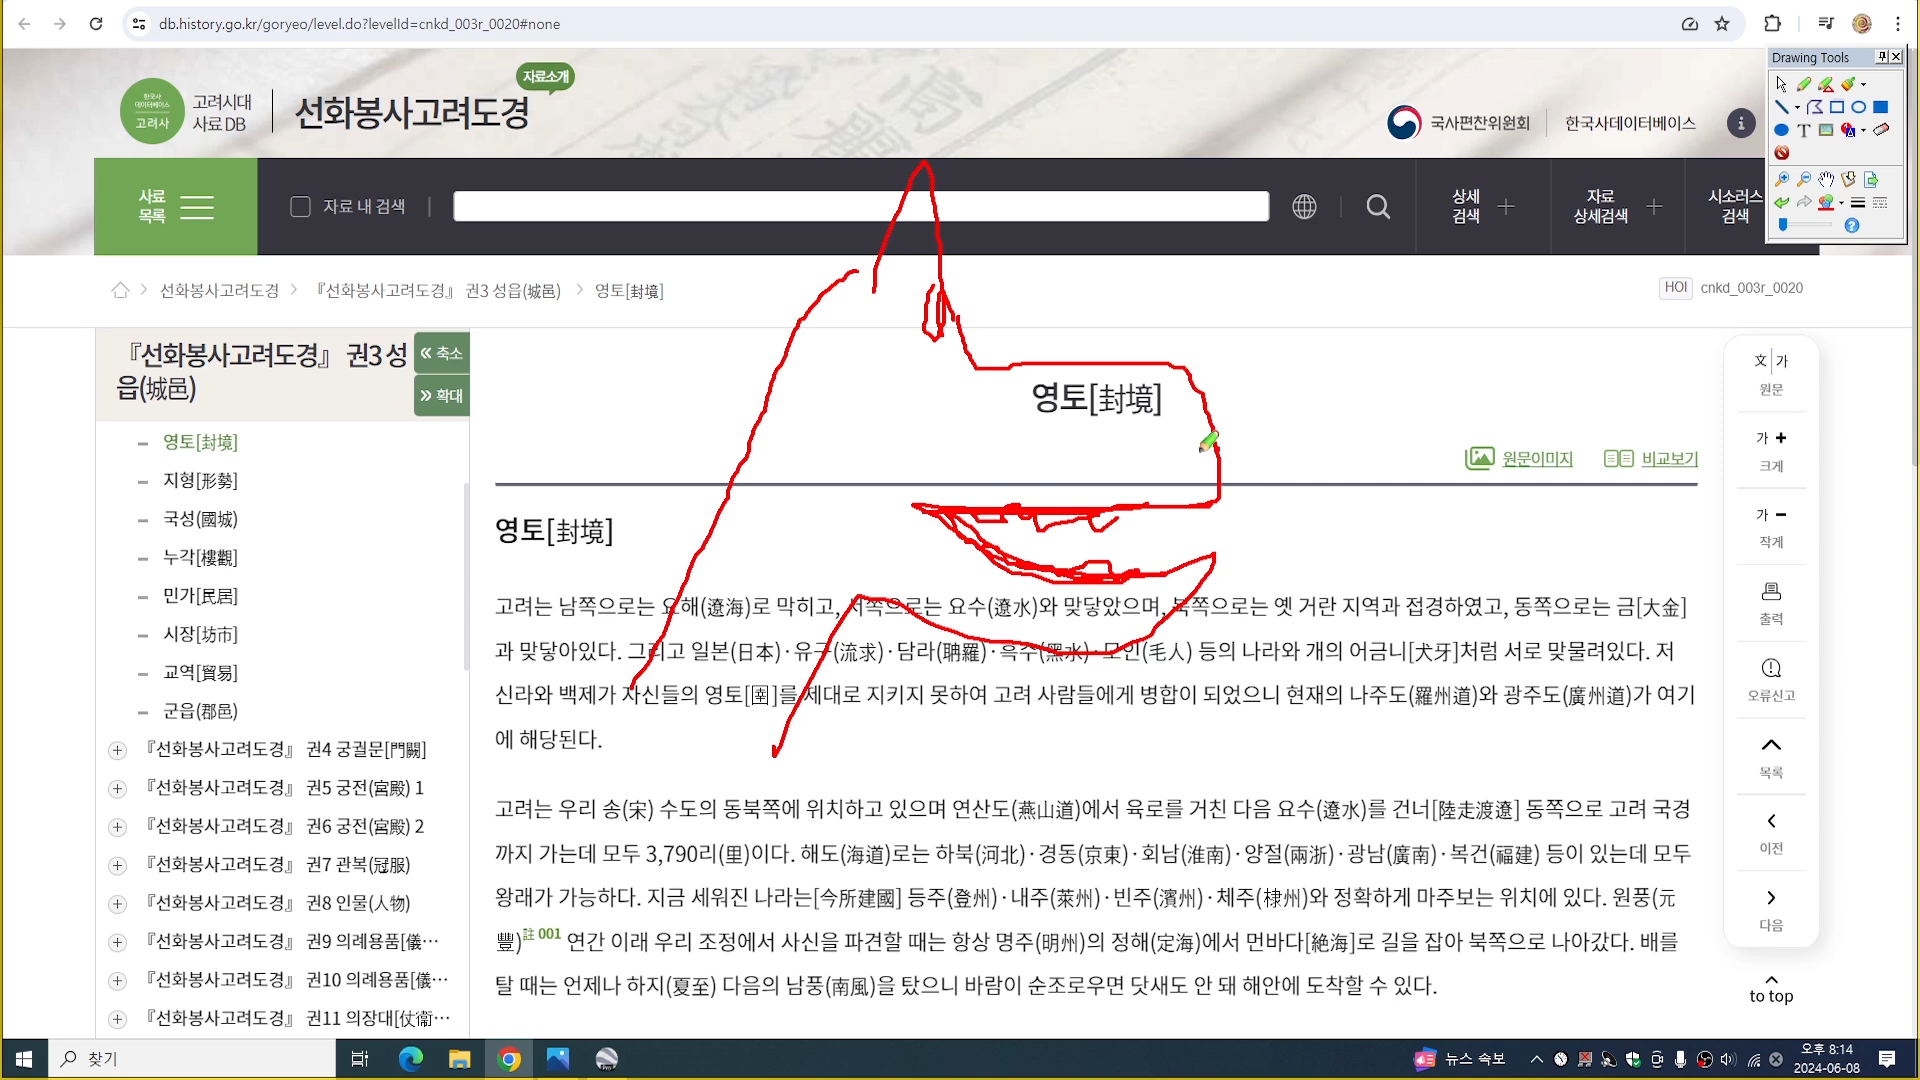 db.history.go.kr/goryeo/level.do?levelId=cnkd_003r_0020#none
Drawing Tools
자료소개
한국사
데이터베이스
고려사
고려시대
사료 DB
선화봉사고려도경
국사편찬위원회
한국사데이터베이스
사료
목록
자료 내 검색
상세
검색
자료
상세검색
시소러스
검색
선화봉사고려도경
『선화봉사고려도경』 권3 성읍(城邑)
영토[封境]
HOI cnkd_003r_0020
『선화봉사고려도경』 권3 성
읍(城邑)
축소
확대
영토[封境]
지형[形勢]
국성(國城)
누각[樓觀]
민가[民居]
시장[坊市]
교역[貿易]
군읍(郡邑)
『선화봉사고려도경』 권4 궁궐문[門闕]
『선화봉사고려도경』 권5 궁전(宮殿) 1
『선화봉사고려도경』 권6 궁전(宮殿) 2
『선화봉사고려도경』 권7 관복(冠服)
『선화봉사고려도경』 권8 인물(人物)
『선화봉사고려도경』 권9 의례용품[儀…
『선화봉사고려도경』 권10 의례용품[儀…
『선화봉사고려도경』 권11 의장대[仗衛…
영토[封境]
원문이미지
비교보기
영토[封境]
고려는 남쪽으로는 요해(遼海)로 막히고, 서쪽으로는 요수(遼水)와 맞닿았으며, 북쪽으로는 옛 거란 지역과 접경하였고, 동쪽으로는 금[大金]
과 맞닿아있다. 그리고 일본(日本)·유구(流求)·담라(聃羅)·흑수(黑水)·모인(毛人) 등의 나라와 개의 어금니[犬牙]처럼 서로 맞물려있다. 저
신라와 백제가 자신들의 영토[圉]를 제대로 지키지 못하여 고려 사람들에게 병합이 되었으니 현재의 나주도(羅州道)와 광주도(廣州道)가 여기
에 해당된다.
고려는 우리 송(宋) 수도의 동북쪽에 위치하고 있으며 연산도(燕山道)에서 육로를 거친 다음 요수(遼水)를 건너[陸走渡遼] 동쪽으로 고려 국경
까지 가는데 모두 3,790리(里)이다. 해도(海道)로는 하북(河北)·경동(京東)·회남(淮南)·양절(兩浙)·광남(廣南)·복건(福建) 등이 있는데 모두
왕래가 가능하다. 지금 세워진 나라는[今所建國] 등주(登州)·내주(萊州)·빈주(濱州)·체주(棣州)와 정확하게 마주보는 위치에 있다. 원풍(元
豐)註 001 연간 이래 우리 조정에서 사신을 파견할 때는 항상 명주(明州)의 정해(定海)에서 먼바다[絶海]로 길을 잡아 북쪽으로 나아갔다. 배를
탈 때는 언제나 하지(夏至) 다음의 남풍(南風)을 탔으니 바람이 순조로우면 닷새도 안 돼 해안에 도착할 수 있다.
文 가
원문
가 +
크게
가 -
작게
출력
오류신고
목록
이전
다음
to top
찾기
뉴스 속보
오후 8:14
2024-06-08